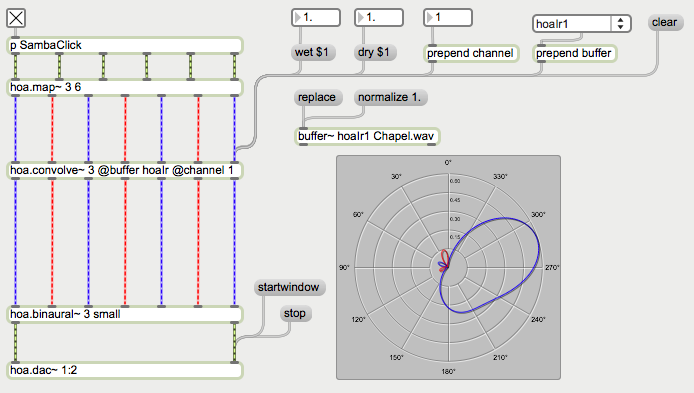 1.
1.
1
hoaIr1
clear
p SambaClick
wet $1
dry $1
prepend channel
prepend buffer
hoa.map~ 3 6
replace
normalize 1.
buffer~ hoaIr1 Chapel.wav
hoa.convolve~ 3 @buffer hoaIr @channel 1
0°
30°
330°
0.60
0.45
60°
300°
0.30
0.15
90°
270°
startwindow
120°
240°
hoa.binaural~ 3 small
stop
150°
210°
180°
hoa.dac~ 1:2